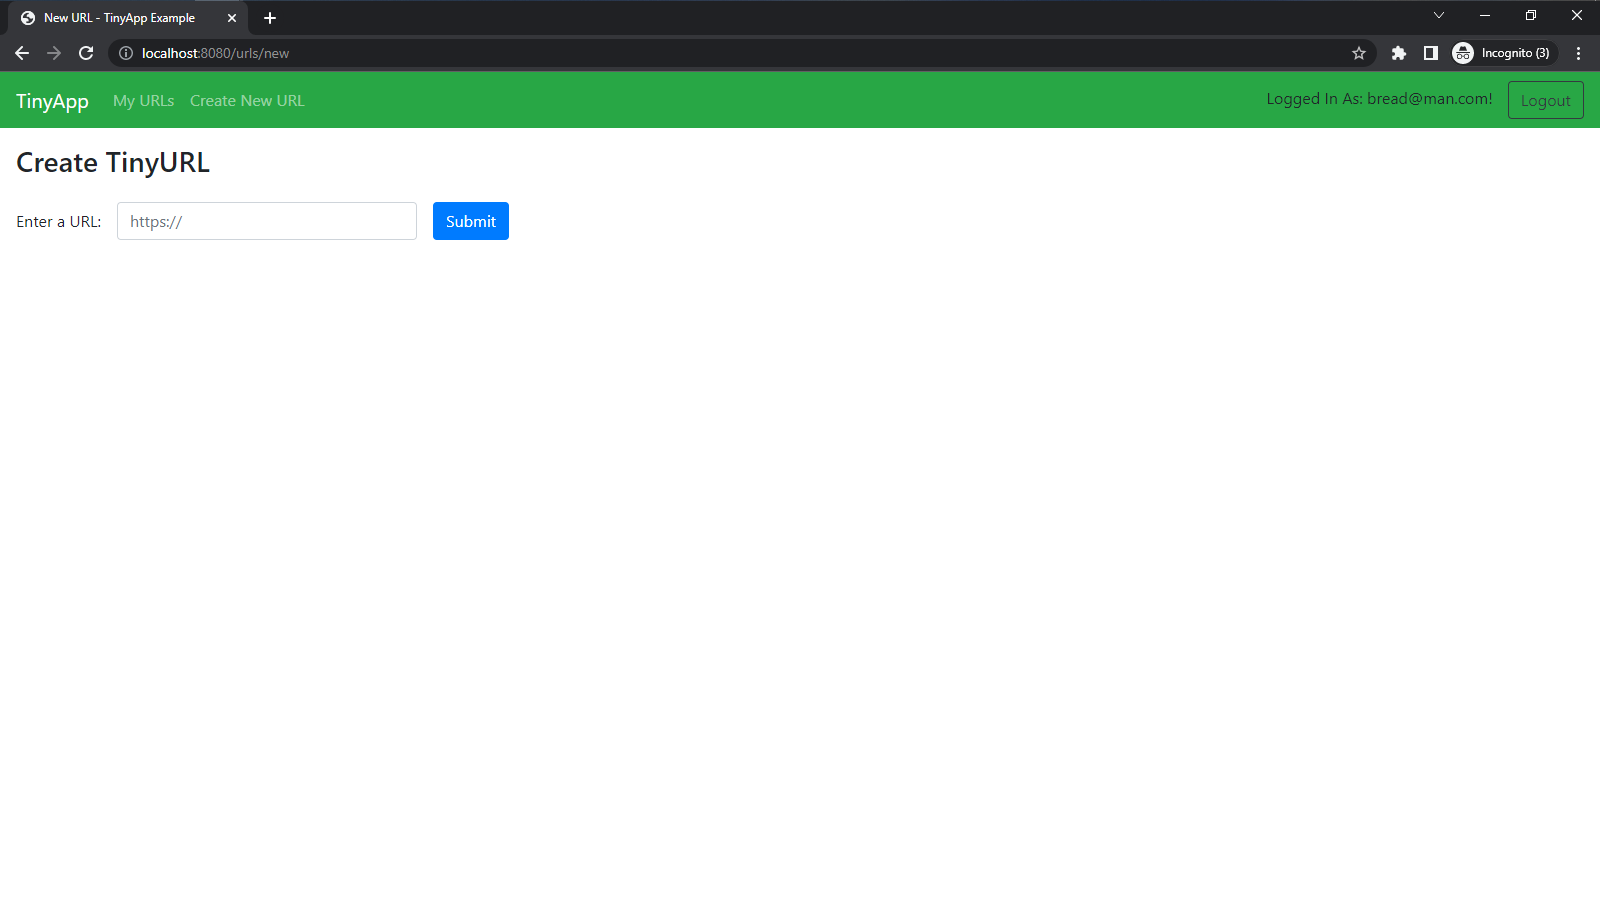 New URL - TinyApp Example
localhost:8080/urls/new
Incognito (3)
TinyApp My URLs Create New URL Logged In As: bread@man.com! Logout
Create TinyURL
Enter a URL: https:// Submit